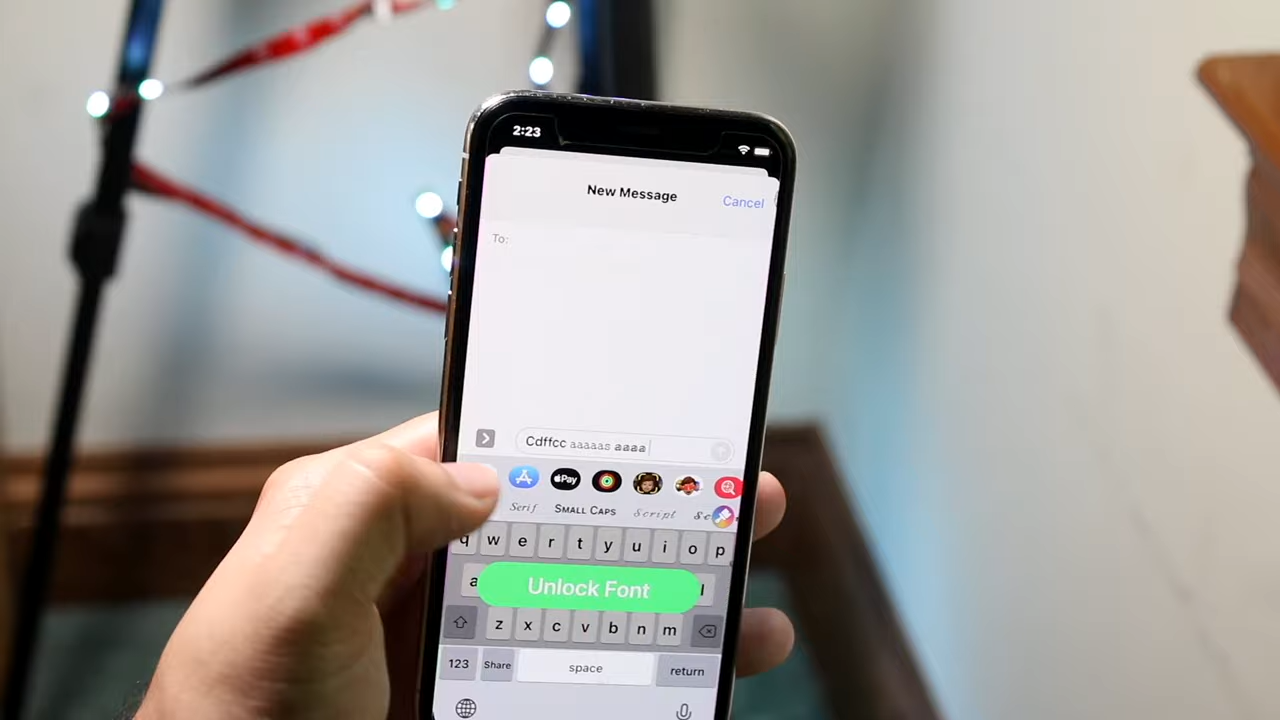 2:23
New Message
Cancel
To:
Cdffcc aaaaas aaaa
Pay
Serif SMALL CAPS Script Sc
q w e r t y u i o p
a Unlock Font l
z x c v b n m
123 Share space return